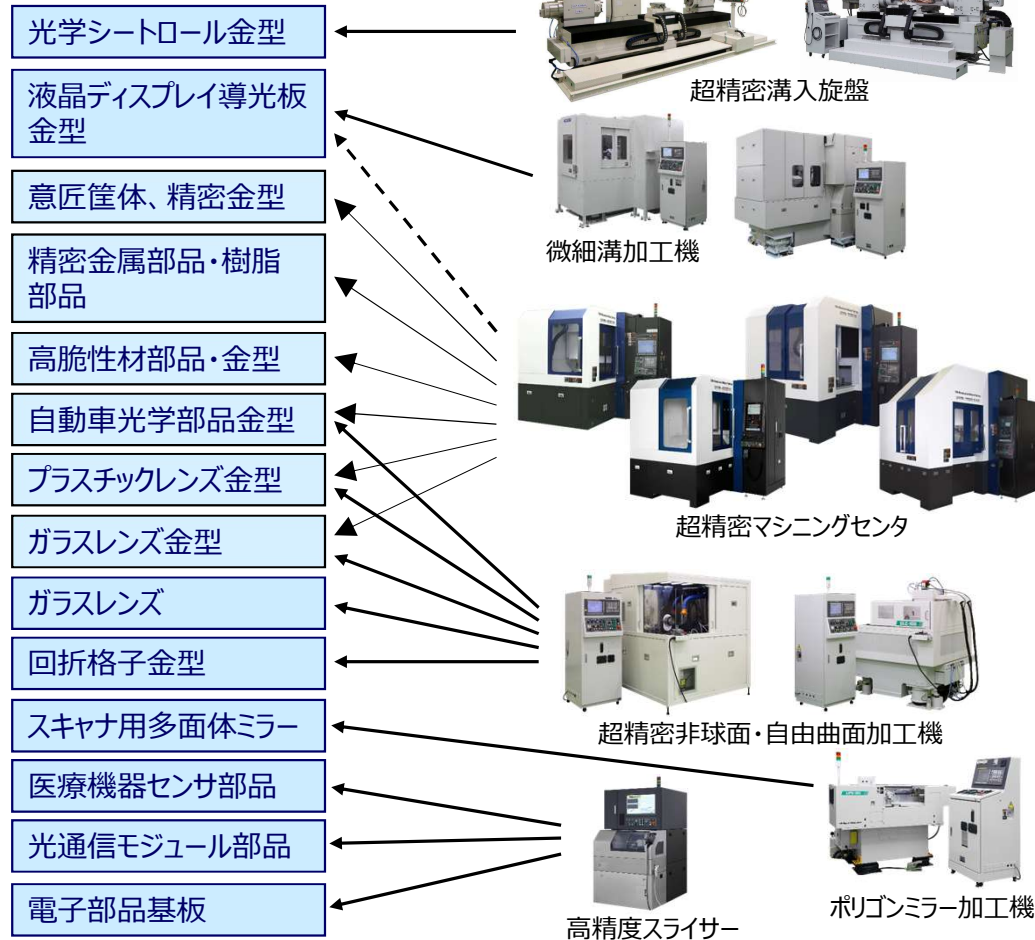 光学シートロール金型
液晶ディスプレイ導光板
金型
意匠筐体、精密金型
精密金属部品・樹脂
部品
高脆性材部品・金型
自動車光学部品金型
プラスチックレンズ金型
ガラスレンズ金型
ガラスレンズ
回折格子金型
スキャナ用多面体ミラー
医療機器センサ部品
光通信モジュール部品
電子部品基板
超精密溝入旋盤
微細溝加工機
超精密マシニングセンタ
超精密非球面・自由曲面加工機
高精度スライサー
ポリゴンミラー加工機